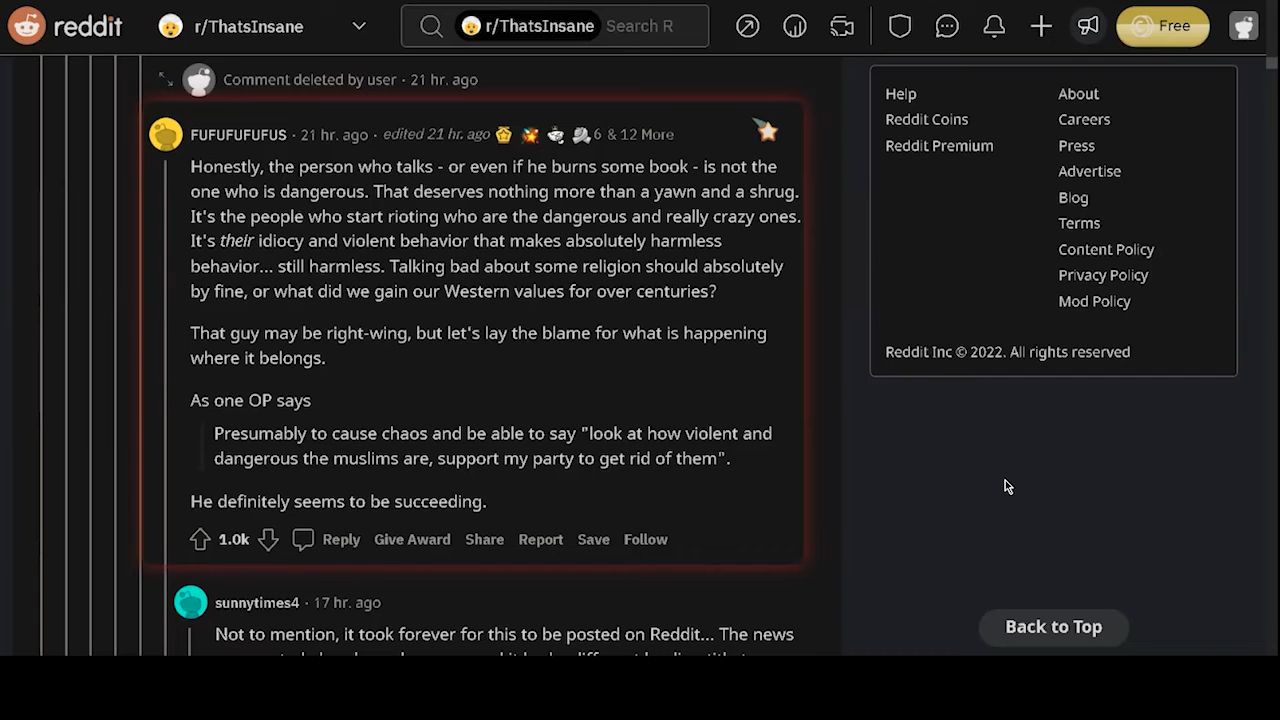 reddit
r/ThatsInsane
r/ThatsInsane Search R
Free
Comment deleted by user · 21 hr. ago
FUFUFUFUFUS · 21 hr. ago · edited 21 hr. ago 6 & 12 More
Honestly, the person who talks - or even if he burns some book - is not the
one who is dangerous. That deserves nothing more than a yawn and a shrug.
It's the people who start rioting who are the dangerous and really crazy ones.
It's their idiocy and violent behavior that makes absolutely harmless
behavior... still harmless. Talking bad about some religion should absolutely
by fine, or what did we gain our Western values for over centuries?
That guy may be right-wing, but let's lay the blame for what is happening
where it belongs.
As one OP says
Presumably to cause chaos and be able to say "look at how violent and
dangerous the muslims are, support my party to get rid of them".
He definitely seems to be succeeding.
1.0k Reply Give Award Share Report Save Follow
sunnytimes4 · 17 hr. ago
Not to mention, it took forever for this to be posted on Reddit... The news
Help
Reddit Coins
Reddit Premium
About
Careers
Press
Advertise
Blog
Terms
Content Policy
Privacy Policy
Mod Policy
Reddit Inc © 2022. All rights reserved
Back to Top